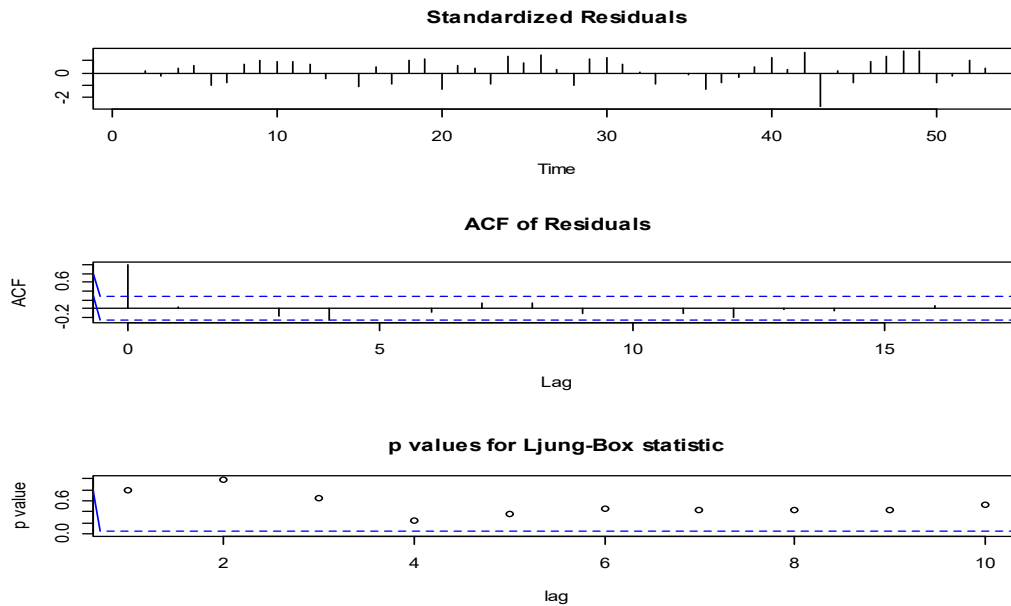 Standardized Residuals
0
-2
0 10 20 30 40 50
Time
ACF of Residuals
ACF
0.6
-0.2
0 5 10 15
Lag
p values for Ljung-Box statistic
p value
0.6
0.0
2 4 6 8 10
lag